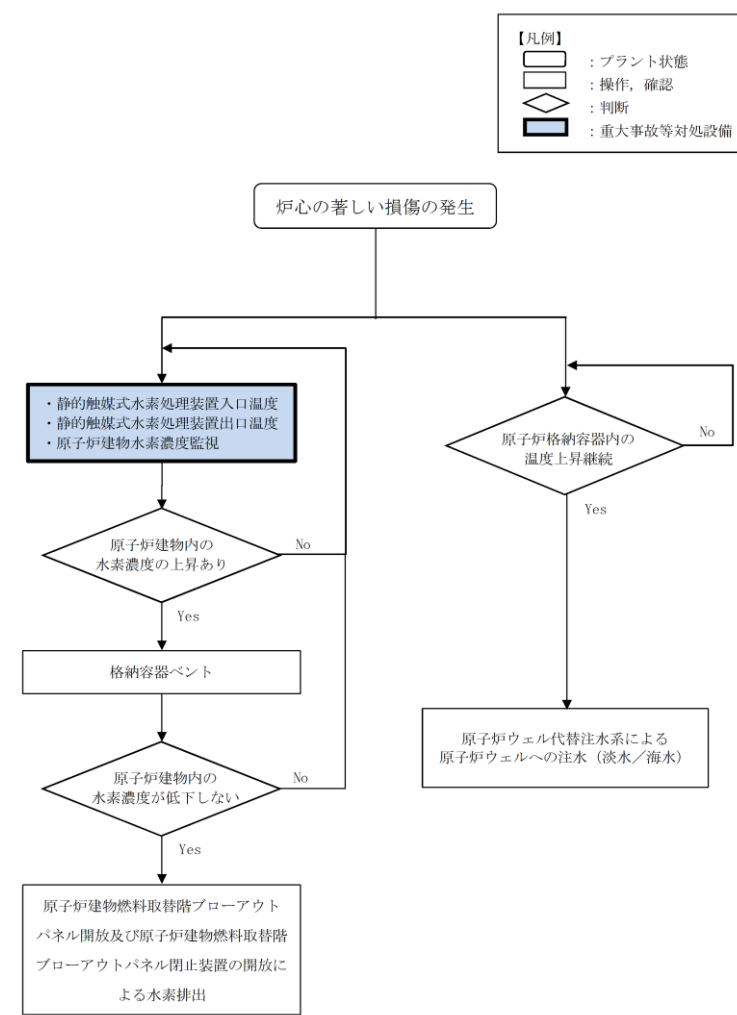 【凡例】
：プラント状態
：操作，確認
：判断
：重大事故等対処設備
炉心の著しい損傷の発生
・静的触媒式水素処理装置入口温度
・静的触媒式水素処理装置出口温度
・原子炉建物水素濃度監視
原子炉建物内の
水素濃度の上昇あり
No
Yes
格納容器ベント
原子炉建物内の
水素濃度が低下しない
No
Yes
原子炉建物燃料取替階ブローアウト
パネル開放及び原子炉建物燃料取替階
ブローアウトパネル閉止装置の開放に
よる水素排出
原子炉格納容器内の
温度上昇継続
No
Yes
原子炉ウェル代替注水系による
原子炉ウェルへの注水（淡水／海水）